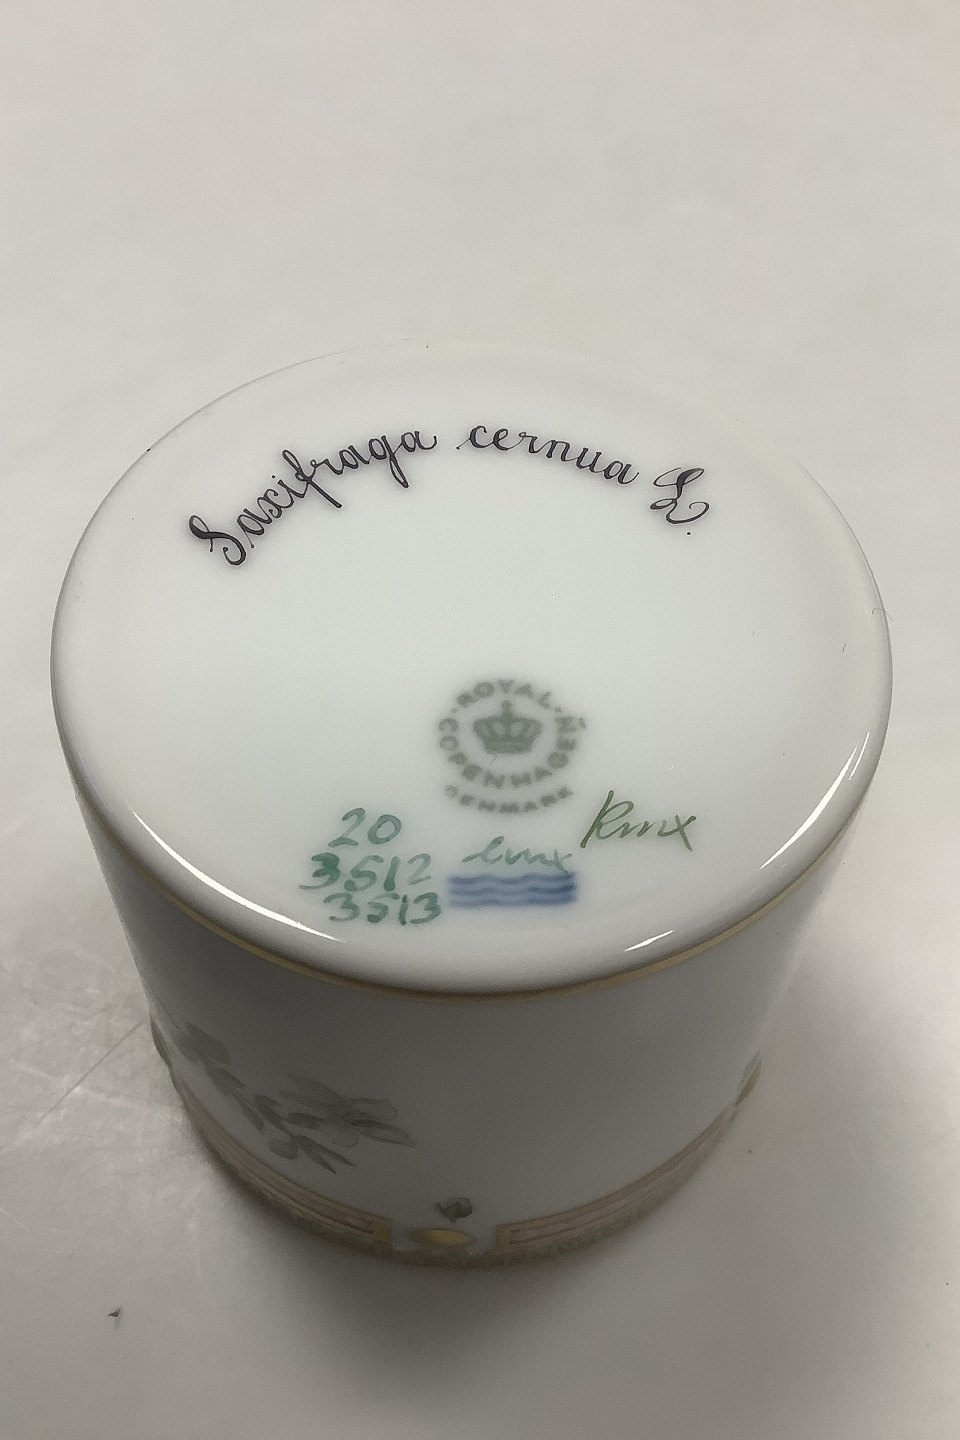 Saxifraga cernua L.
ROYAL COPENHAGEN
DENMARK
20
3512
3513